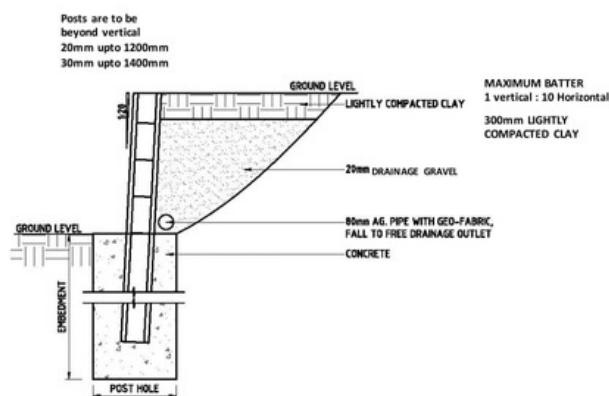 Posts are to be
beyond vertical
20mm upto 1200mm
30mm upto 1400mm
GROUND LEVEL
MAXIMUM BATTER
1 vertical : 10 Horizontal
1:20
LIGHTLY COMPACTED CLAY
300mm LIGHTLY
COMPACTED CLAY
20mm DRAINAGE GRAVEL
GROUND LEVEL
80mm AG. PIPE WITH GEO-FABRIC,
FALL TO FREE DRAINAGE OUTLET
CONCRETE
EMBEDMENT
POST HOLE